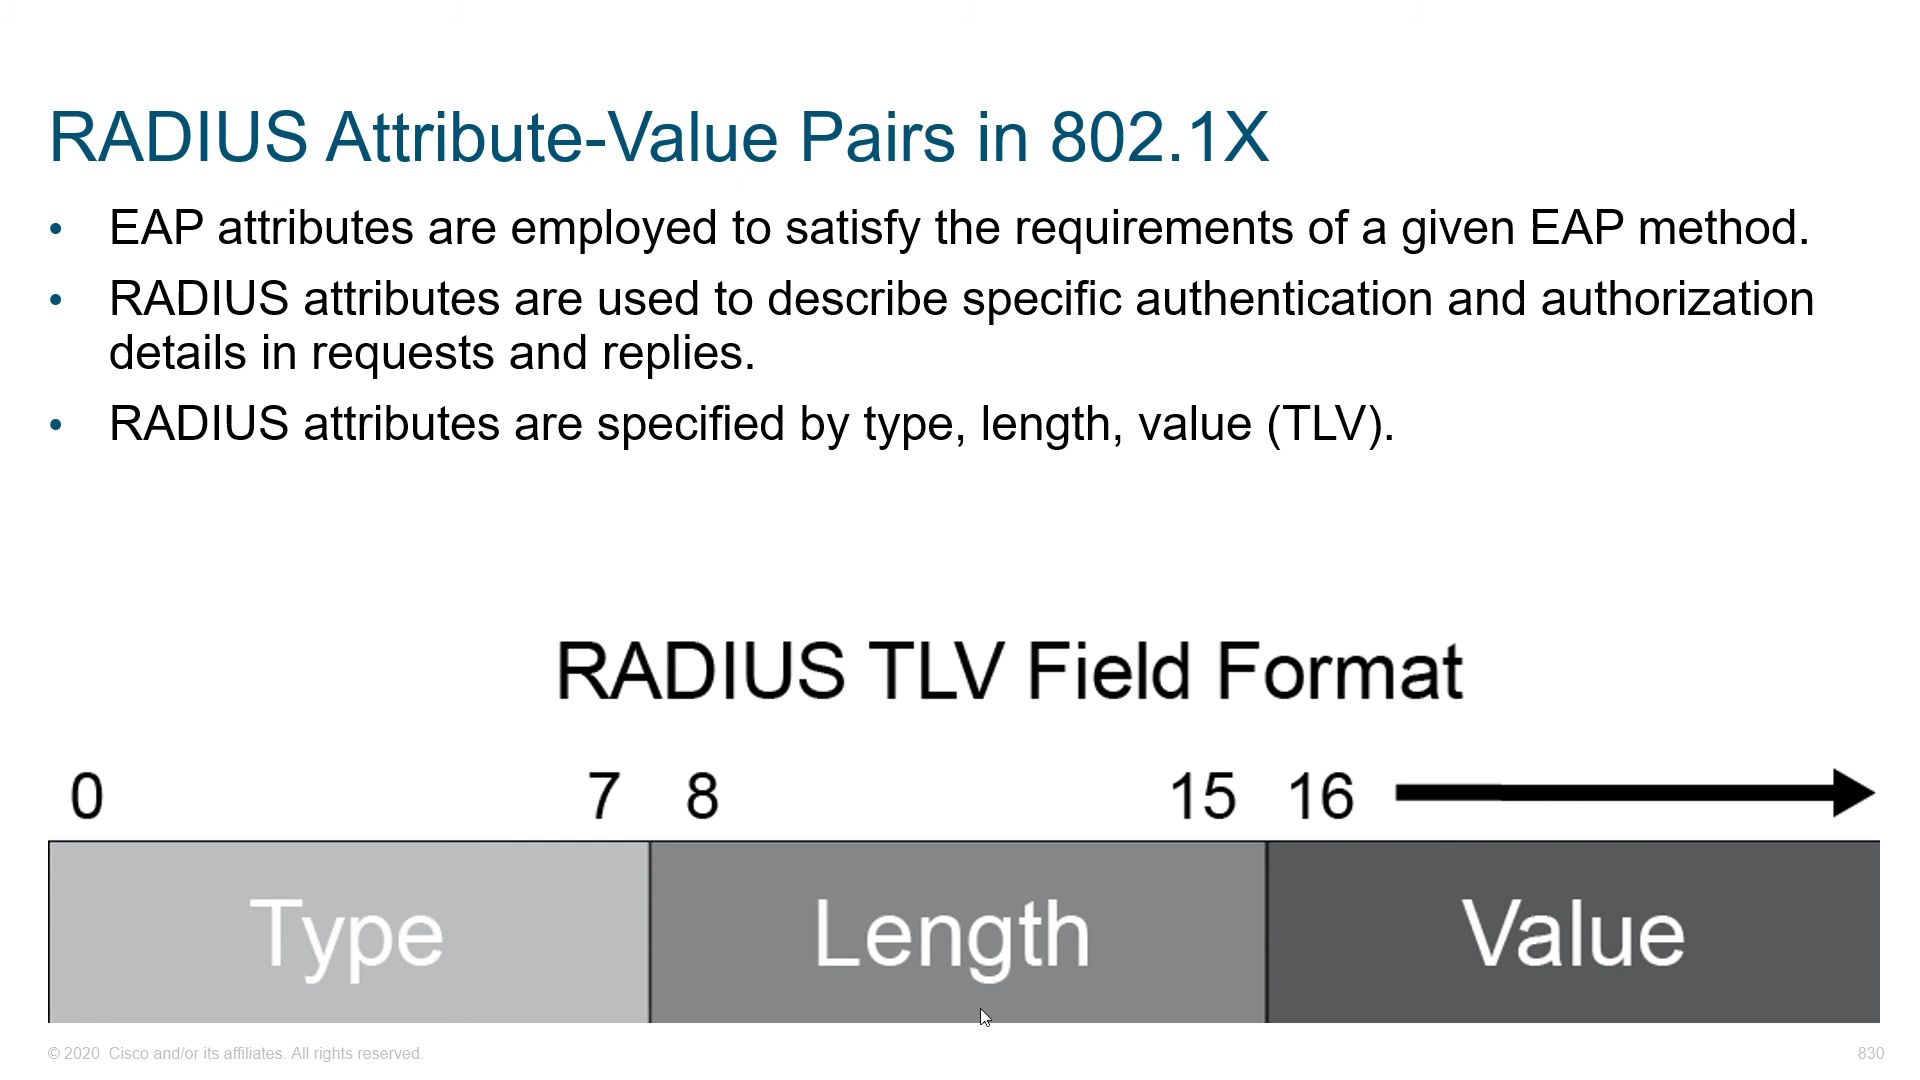 RADIUS Attribute-Value Pairs in 802.1X
• EAP attributes are employed to satisfy the requirements of a given EAP method.
• RADIUS attributes are used to describe specific authentication and authorization
details in requests and replies.
• RADIUS attributes are specified by type, length, value (TLV).
RADIUS TLV Field Format
0 7 8 15 16
Type Length Value
© 2020 Cisco and/or its affiliates. All rights reserved. 830